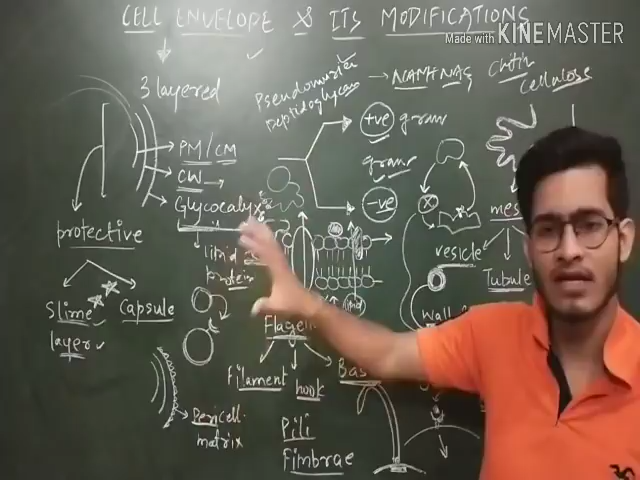 CELL ENVELOPE & ITS MODIFICATIONS
Made with KINEMASTER
3 layered
Pseudomurein
Peptidoglycan
NAM+NAG
Chitin
Cellulose
+ve gram
PM/CM
CW
Glycocalyx
grams
-ve
protective
lipid
protein
mes
vesicle
Tubule
Slime
layer
Capsule
Wall
Flagell
Filament
hook
Bas
Pericell.
matrix
Pili
Fimbrae